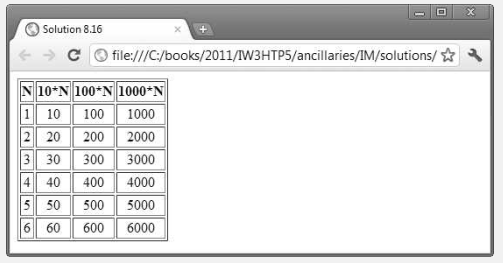 Solution 8.16
file:///C:/books/2011/IW3HTP5/ancillaries/IM/solutions/
N 10*N 100*N 1000*N
1 10 100 1000
2 20 200 2000
3 30 300 3000
4 40 400 4000
5 50 500 5000
6 60 600 6000